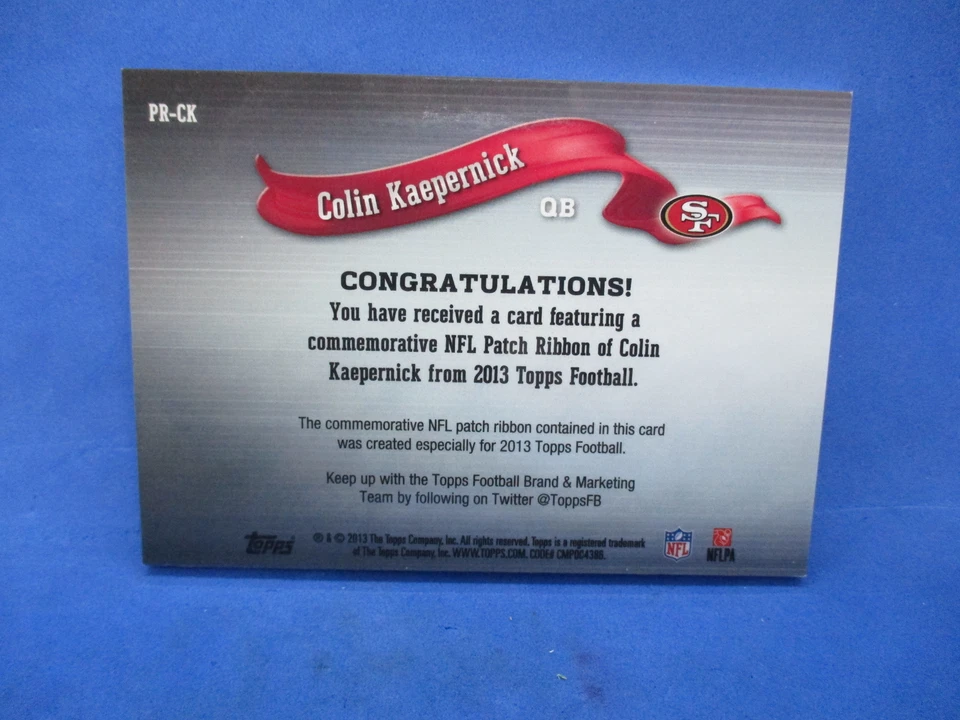 PR-CK
Colin Kaepernick
QB
SF
CONGRATULATIONS!
You have received a card featuring a
commemorative NFL Patch Ribbon of Colin
Kaepernick from 2013 Topps Football.
The commemorative NFL patch ribbon contained in this card
was created especially for 2013 Topps Football.
Keep up with the Topps Football Brand & Marketing
Team by following on Twitter @ToppsFB
Topps
® & © 2013 The Topps Company, Inc. All rights reserved. Topps is a registered trademark
of The Topps Company, Inc. WWW.TOPPS.COM. CODE# CMP004388.
NFL
NFLPA